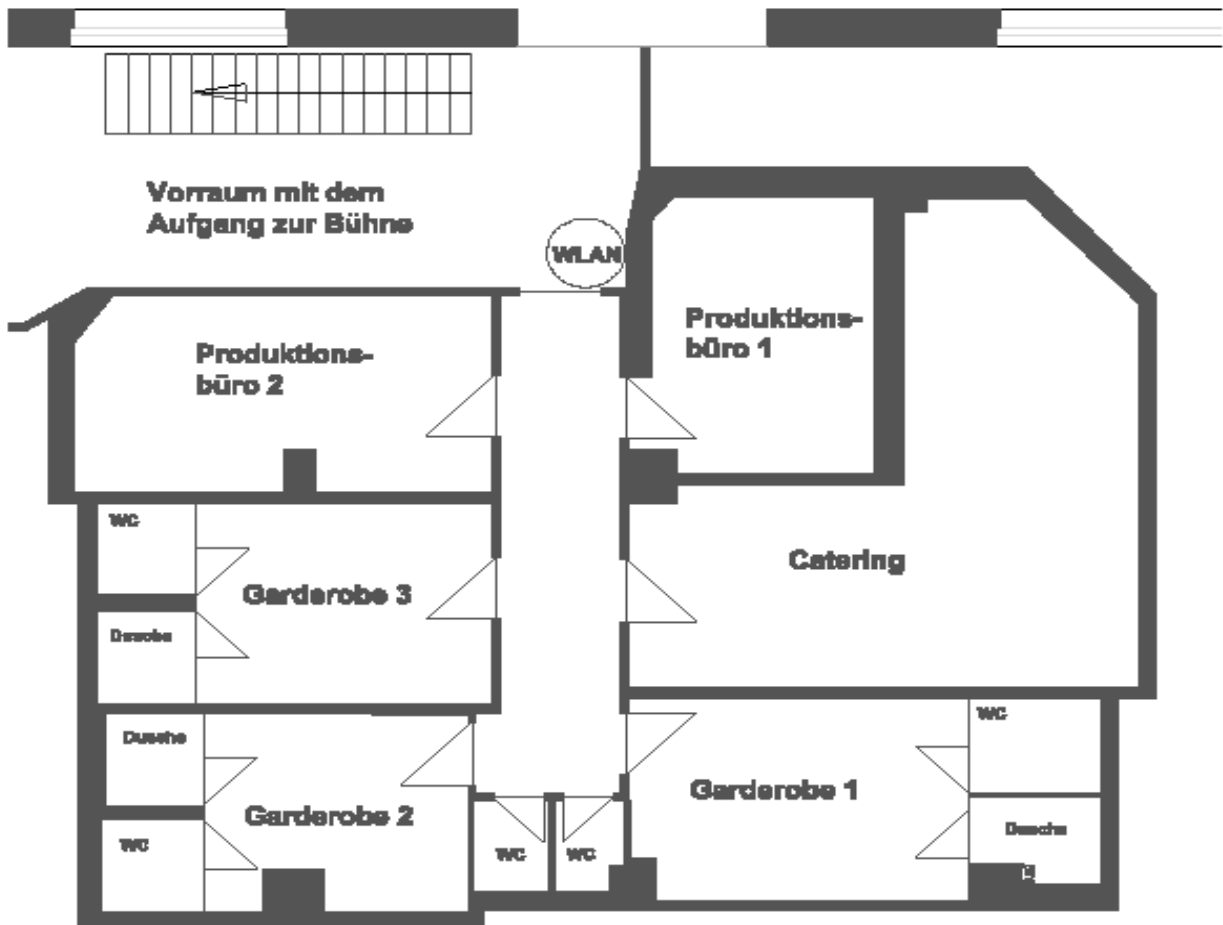 Vorraum mit dem
Aufgang zur Bühne
WLAN
Produktions-
büro 1
Produktions-
büro 2
WC
Catering
Garderobe 3
Dusche
WC
Dusche
Garderobe 1
Garderobe 2
Dusche
WC
WC
WC